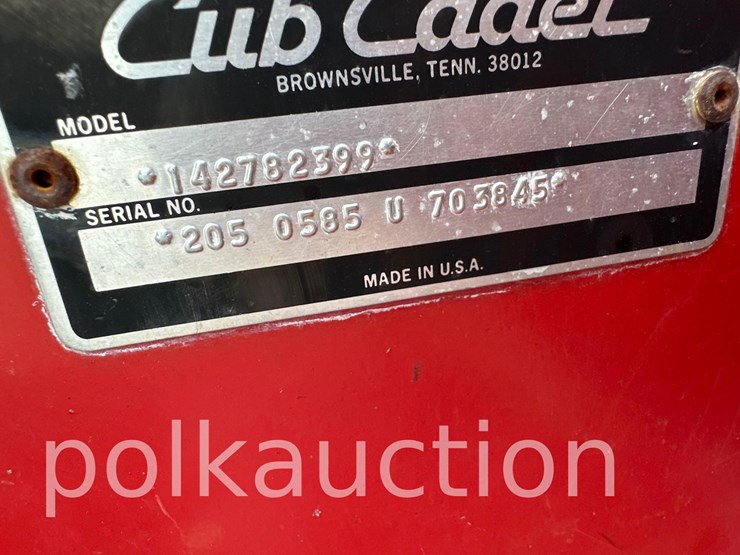 Cub Cadet
BROWNSVILLE, TENN. 38012
MODEL
*142782399*
SERIAL NO.
*205 0585 U 703845*
MADE IN U.S.A.
polkauction